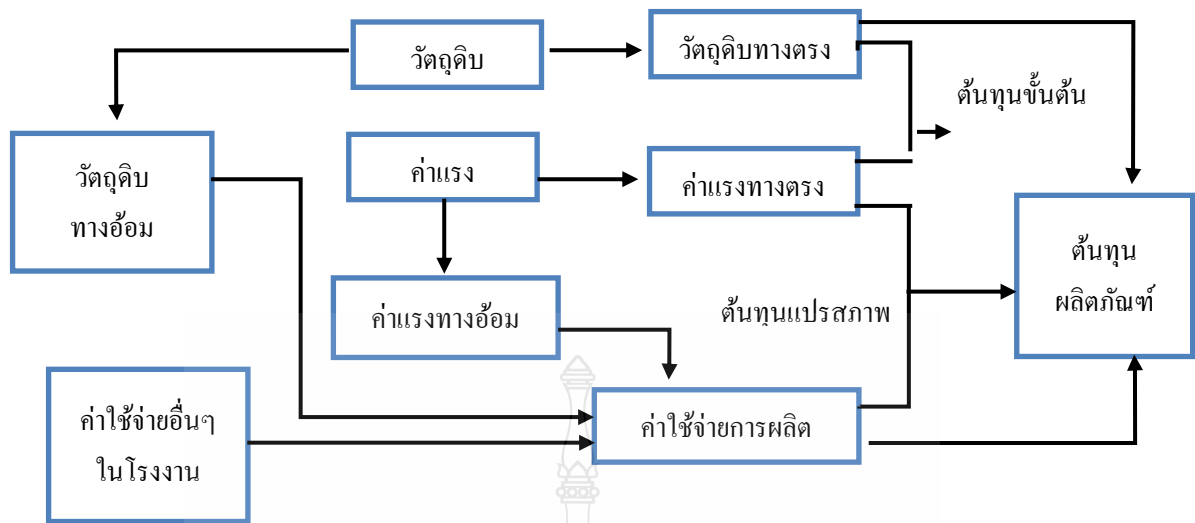 วัตถุดิบ
วัตถุดิบทางตรง
ต้นทุนขั้นต้น
วัตถุดิบ
ทางอ้อม
ค่าแรง
ค่าแรงทางตรง
ต้นทุน
ผลิตภัณฑ์
ค่าแรงทางอ้อม
ต้นทุนแปรสภาพ
ค่าใช้จ่ายอื่นๆ
ในโรงงาน
ค่าใช้จ่ายการผลิต